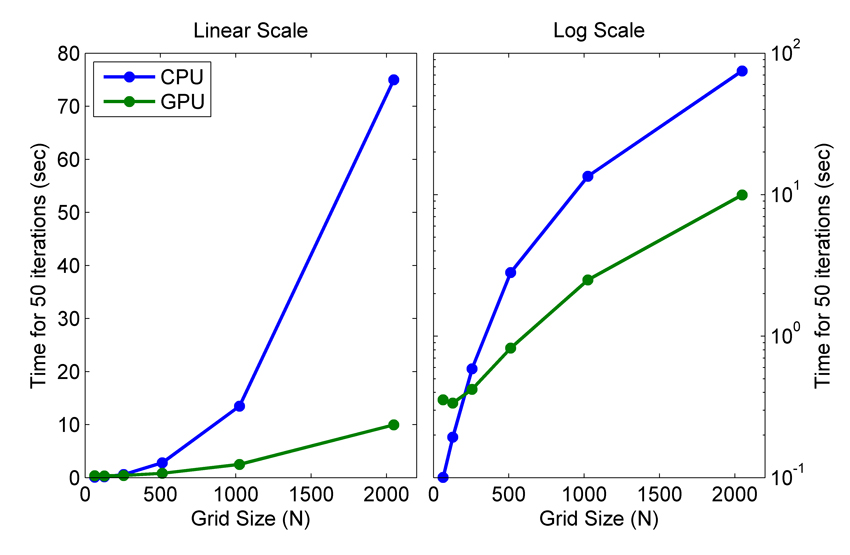 Linear Scale
Log Scale
80
70
60
50
40
30
20
10
0
Time for 50 iterations (sec)
CPU
GPU
0
500
1000
1500
2000
Grid Size (N)
0
500
1000
1500
2000
Grid Size (N)
10^2
10^1
10^0
10^-1
Time for 50 iterations (sec)